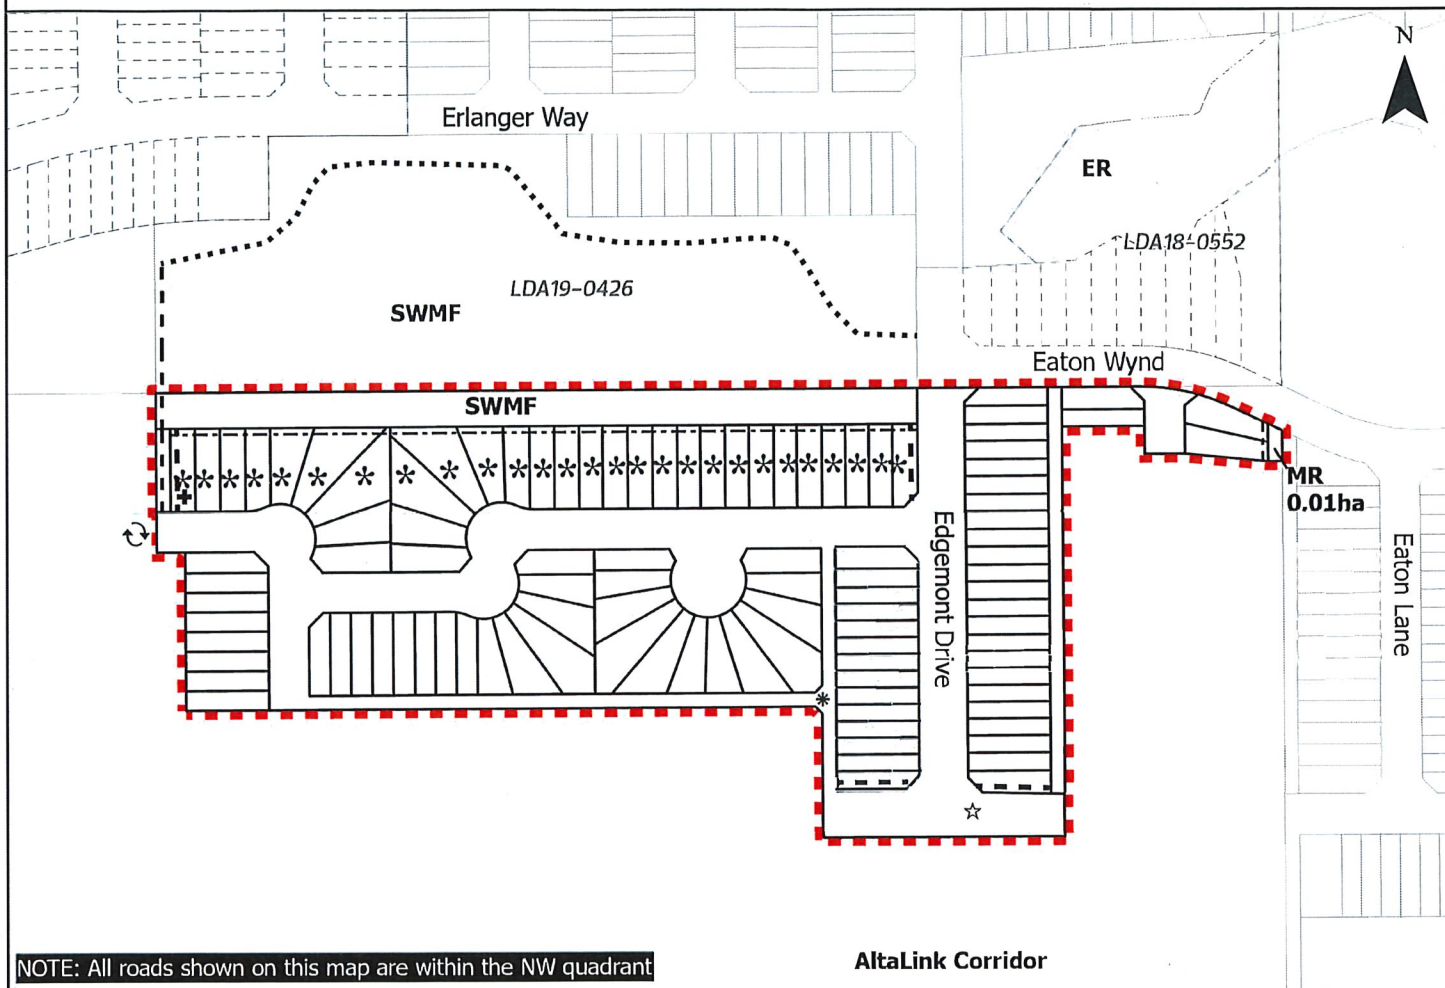 N
Erlanger Way
ER
LDA18-0552
LDA19-0426
SWMF
Eaton Wynd
SWMF
MR
0.01ha
Edgemont Drive
Eaton Lane
AltaLink Corridor
NOTE: All roads shown on this map are within the NW quadrant